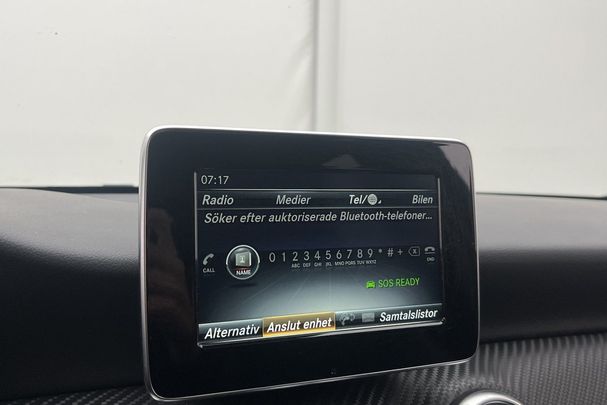 07:17
Radio Medier Tel/ Bilen
Söker efter auktoriserade Bluetooth-telefoner...
0 1 2 3 4 5 6 7 8 9 * # +
CALL NAME ABC DEF GHI JKL MNO PQRS TUV WXYZ END
SOS READY
Alternativ Anslut enhet Samtalslistor